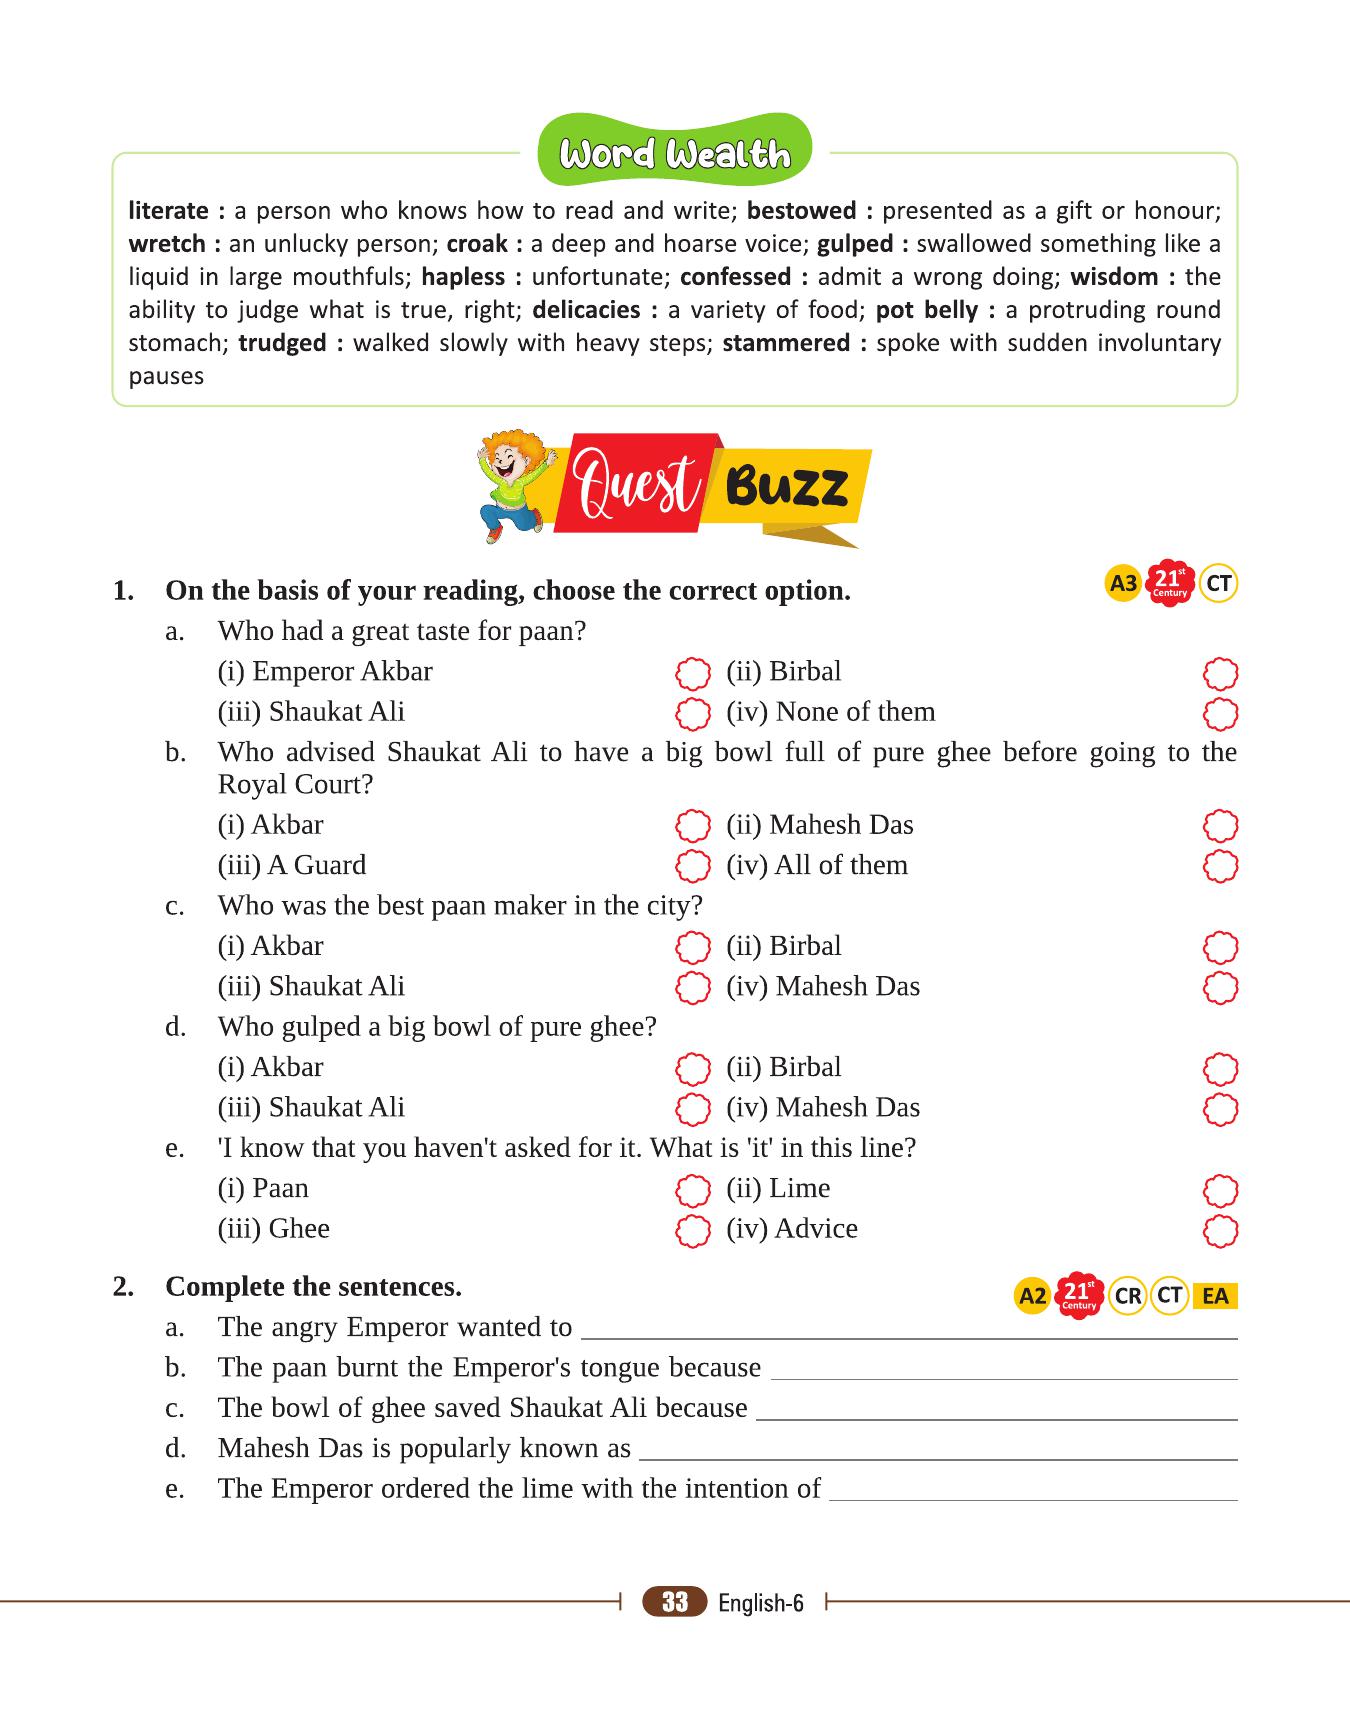 Word Wealth
literate : a person who knows how to read and write; bestowed : presented as a gift or honour;
wretch : an unlucky person; croak : a deep and hoarse voice; gulped : swallowed something like a
liquid in large mouthfuls; hapless : unfortunate; confessed : admit a wrong doing; wisdom : the
ability to judge what is true, right; delicacies : a variety of food; pot belly : a protruding round
stomach; trudged : walked slowly with heavy steps; stammered : spoke with sudden involuntary
pauses
Quest Buzz
1. On the basis of your reading, choose the correct option. A3 21st Century CT
a. Who had a great taste for paan?
(i) Emperor Akbar (ii) Birbal
(iii) Shaukat Ali (iv) None of them
b. Who advised Shaukat Ali to have a big bowl full of pure ghee before going to the
Royal Court?
(i) Akbar (ii) Mahesh Das
(iii) A Guard (iv) All of them
c. Who was the best paan maker in the city?
(i) Akbar (ii) Birbal
(iii) Shaukat Ali (iv) Mahesh Das
d. Who gulped a big bowl of pure ghee?
(i) Akbar (ii) Birbal
(iii) Shaukat Ali (iv) Mahesh Das
e. 'I know that you haven't asked for it. What is 'it' in this line?
(i) Paan (ii) Lime
(iii) Ghee (iv) Advice
2. Complete the sentences. A2 21st Century CR CT EA
a. The angry Emperor wanted to
b. The paan burnt the Emperor's tongue because
c. The bowl of ghee saved Shaukat Ali because
d. Mahesh Das is popularly known as
e. The Emperor ordered the lime with the intention of
33 English-6